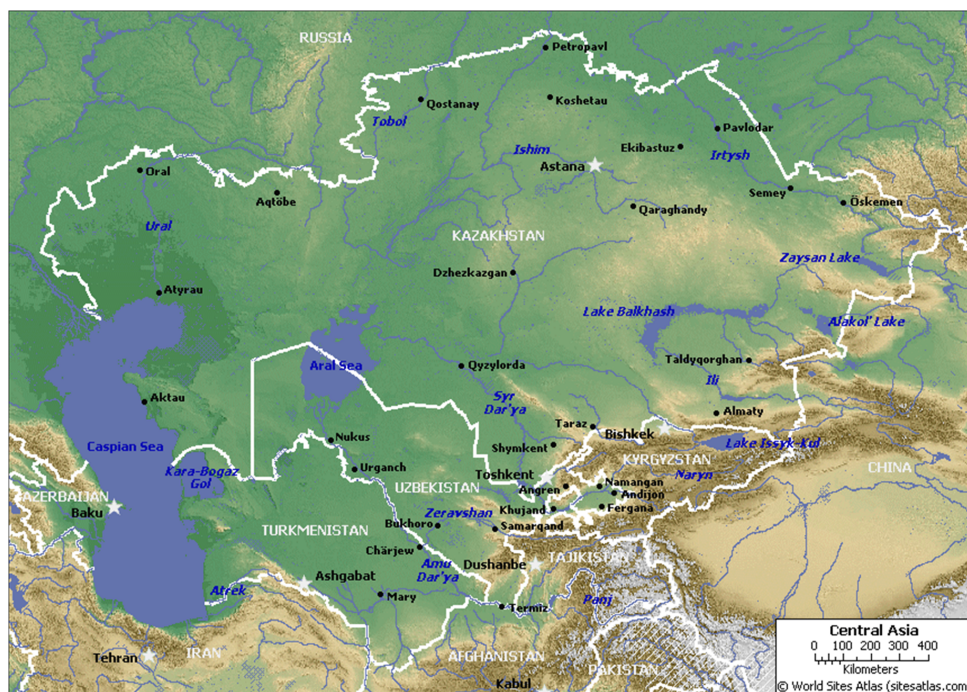 RUSSIA
Petropavl
Qostanay
Koshetau
Tobol
Pavlodar
Ishim
Ekibastuz
Irtysh
Astana
Oral
Semey
Aqtöbe
Öskemen
Qaraghandy
Ural
KAZAKHSTAN
Zaysan Lake
Dzhezkazgan
Atyrau
Lake Balkhash
Alakol' Lake
Aral Sea
Qyzylorda
Taldyqorghan
Ili
Aktau
Syr
Dar'ya
Almaty
Taraz
Bishkek
Nukus
Caspian Sea
Shymkent
Lake Issyk-Kul
KYRGYZSTAN
Kara-Bogaz
Gol
Urganch
Toshkent
Naryn
CHINA
UZBEKISTAN
Angren
Namangan
Andijon
AZERBAIJAN
Baku
Zeravshan
Khujand
Fergana
TURKMENISTAN
Bukhoro
Samarqand
Chärjew
TAJIKISTAN
Amu
Dar'ya
Dushanbe
Ashgabat
Atrek
Mary
Termiz
Panj
Tehran
IRAN
AFGHANISTAN
PAKISTAN
Kabul
Central Asia
0 100 200 300 400
Kilometers
© World Sites Atlas (sitesatlas.com)